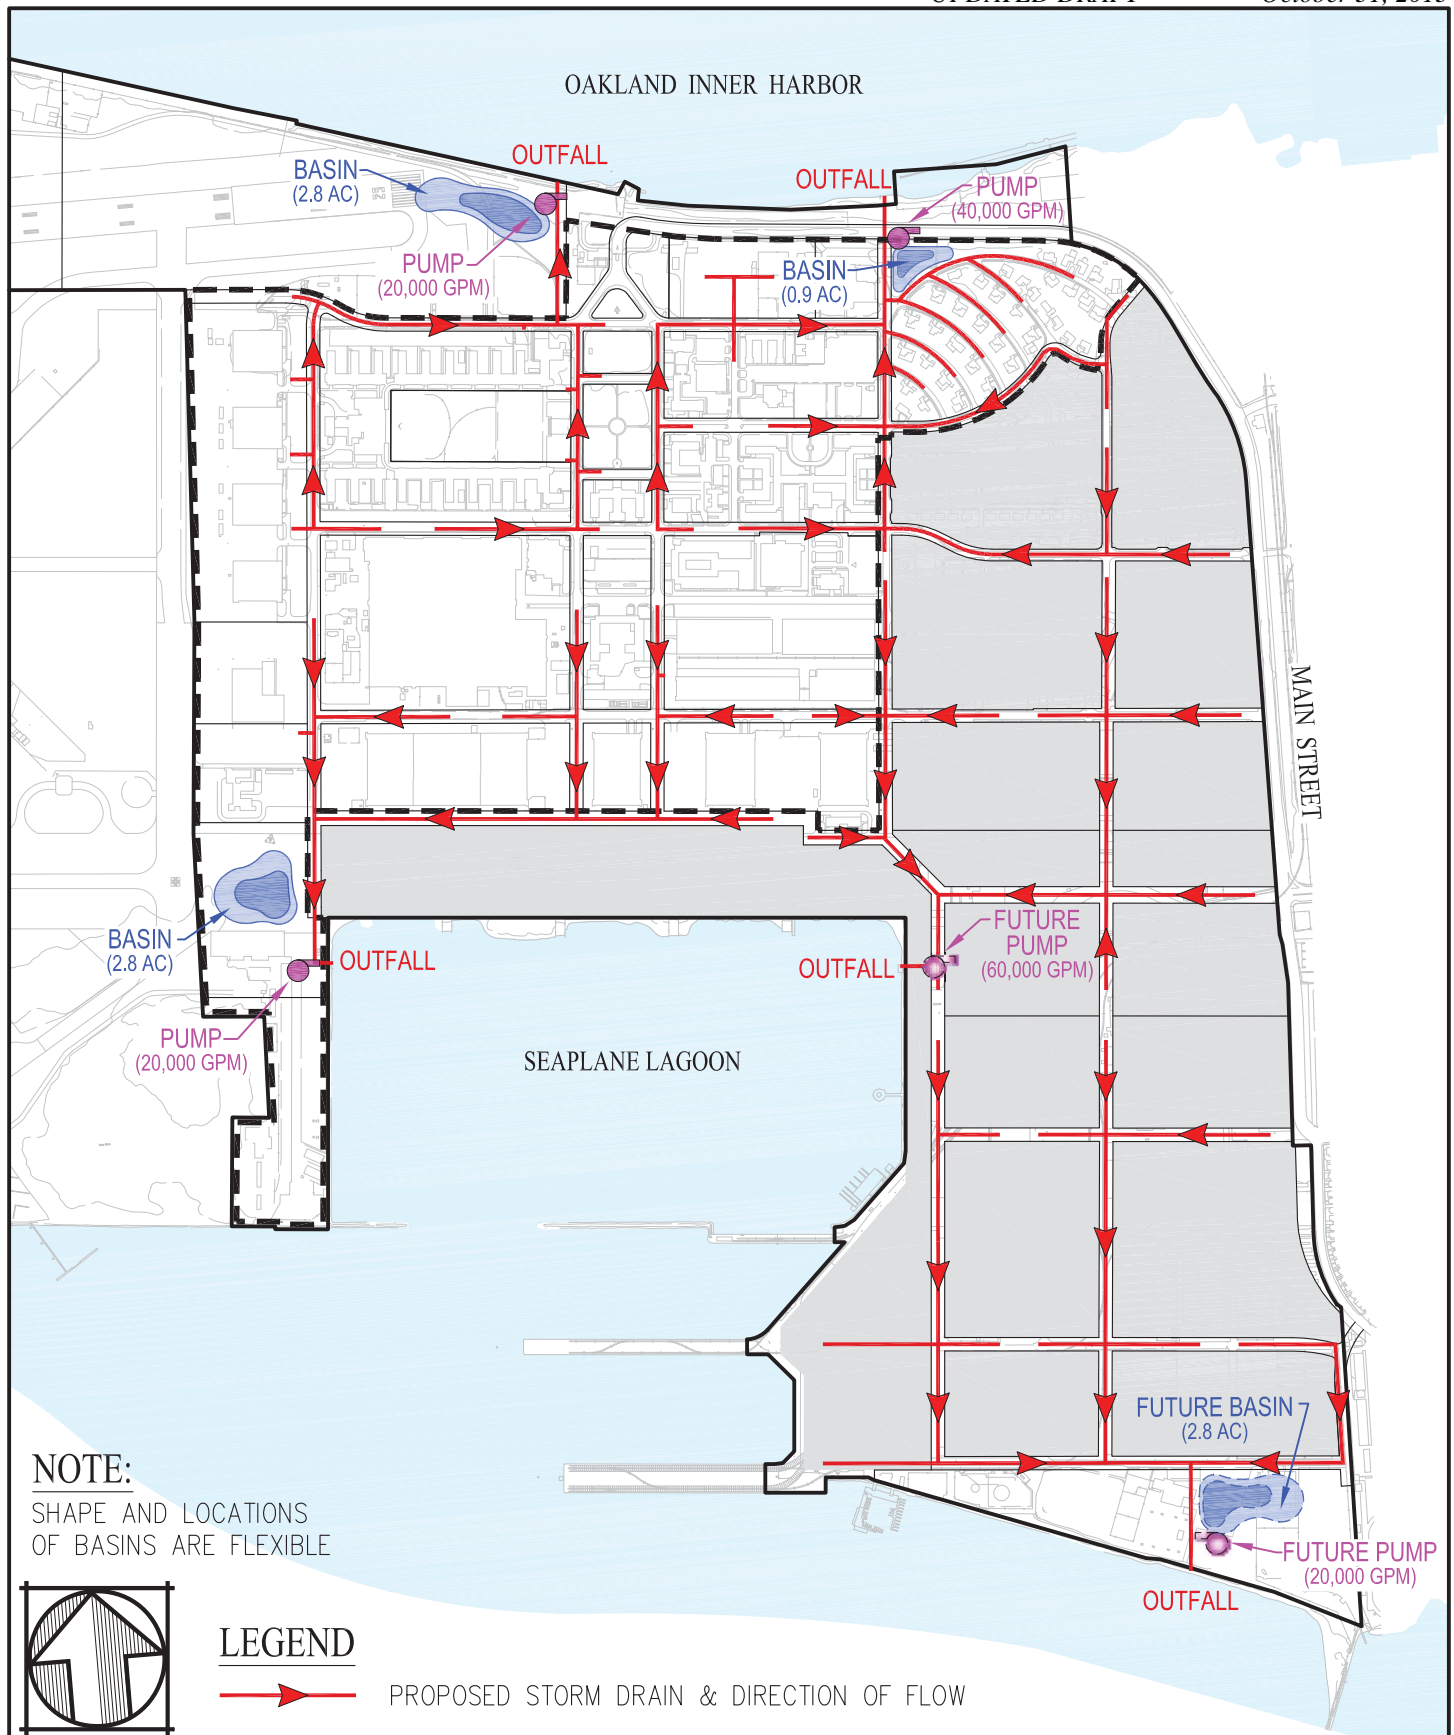 OAKLAND INNER HARBOR
OUTFALL
BASIN
(2.8 AC)
OUTFALL
PUMP
(40,000 GPM)
PUMP
(20,000 GPM)
BASIN
(0.9 AC)
MAIN STREET
BASIN
(2.8 AC)
OUTFALL
FUTURE
PUMP
(60,000 GPM)
OUTFALL
PUMP
(20,000 GPM)
SEAPLANE LAGOON
FUTURE BASIN
(2.8 AC)
FUTURE PUMP
(20,000 GPM)
OUTFALL
NOTE:
SHAPE AND LOCATIONS
OF BASINS ARE FLEXIBLE
LEGEND
PROPOSED STORM DRAIN & DIRECTION OF FLOW